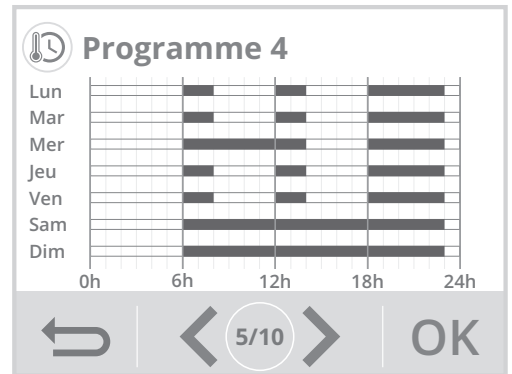 Programme 4
Lun
Mar
Mer
Jeu
Ven
Sam
Dim
0h 6h 12h 18h 24h
5/10 OK